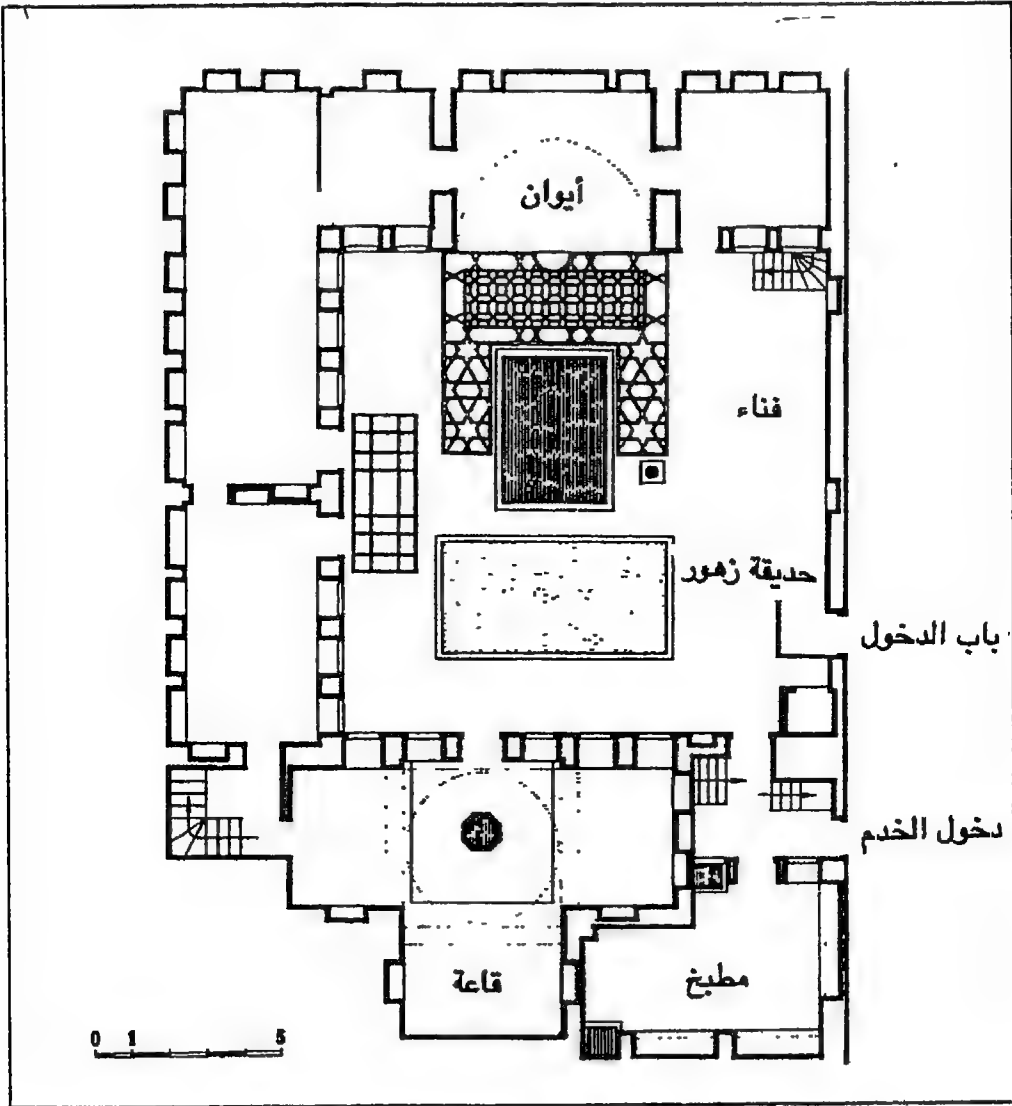 أيوان
فناء
حديقة زهور
باب الدخول
دخول الخدم
قاعة
مطبخ
0 1 5